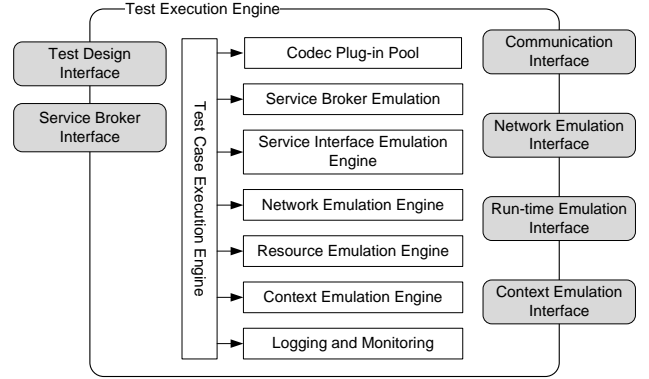 Test Execution Engine
Test Design
Interface
Service Broker
Interface
Test Case Execution Engine
Codec Plug-in Pool
Service Broker Emulation
Service Interface Emulation
Engine
Network Emulation Engine
Resource Emulation Engine
Context Emulation Engine
Logging and Monitoring
Communication
Interface
Network Emulation
Interface
Run-time Emulation
Interface
Context Emulation
Interface